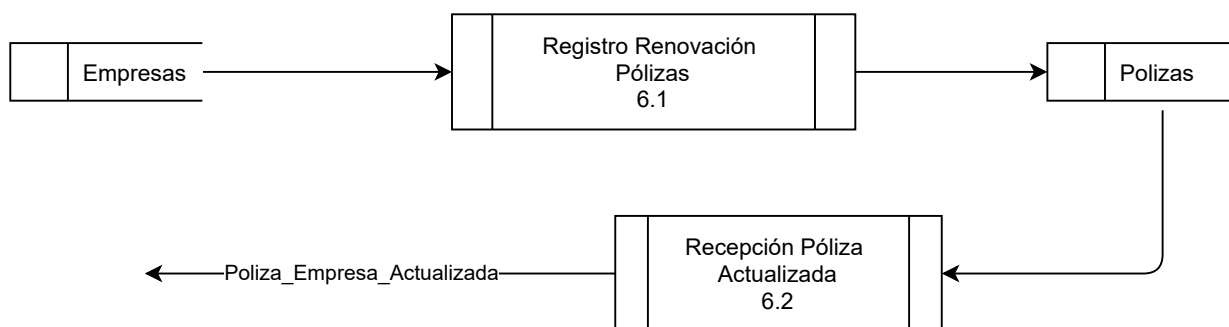 Empresas
Registro Renovación
Pólizas
6.1
Polizas
Poliza_Empresa_Actualizada
Recepción Póliza
Actualizada
6.2